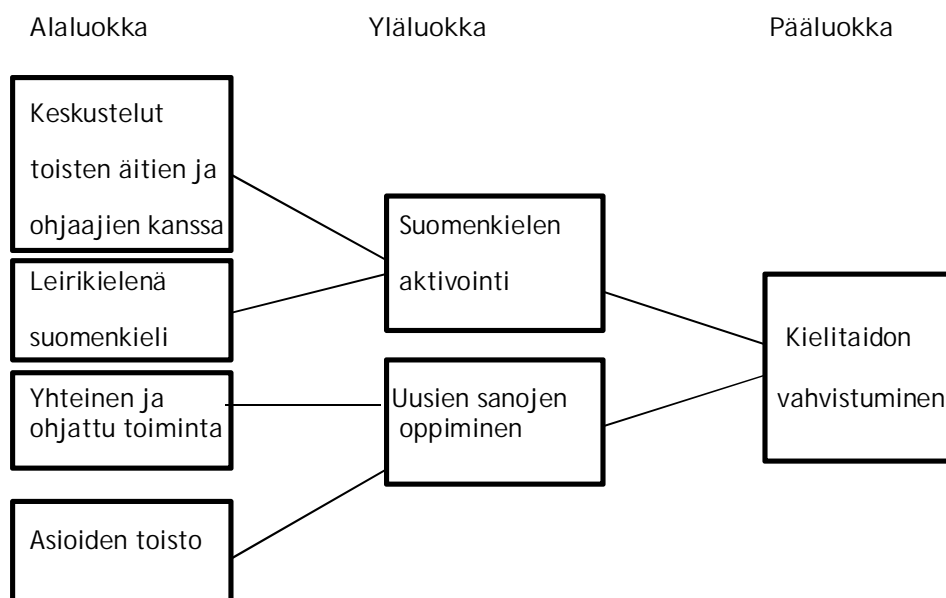 Alaluokka Yläluokka Pääluokka
Keskustelut
toisten äitien ja
ohjaajien kanssa
Leirikielenä
suomenkieli
Yhteinen ja
ohjattu toiminta
Asioiden toisto
Suomenkielen
aktivointi
Uusien sanojen
oppiminen
Kielitaidon
vahvistuminen